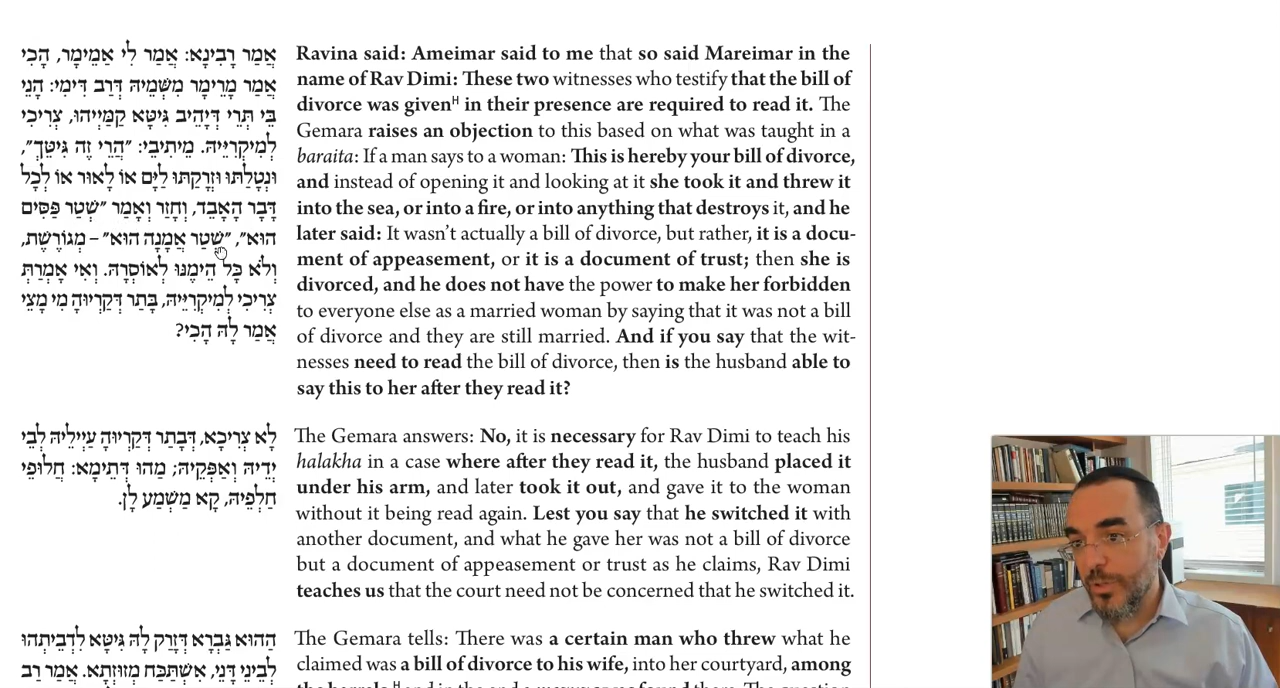 אָמַר רָבִינָא: אֲמַר לִי אַמֵימָר, הָכִי
אֲמַר מָרֵימָר מִשְּׁמֵיהּ דְּרַב דִּימִי: הָנֵי
בֵּי תְּרֵי דְּיָהֵיב גִּיטָּא קַמַּיְיהוּ, צְרִיכִי
לְמִיקְרְיֵיהּ. מֵיתִיבֵי: ״הֲרֵי זֶה גִּיטֵּךְ״,
וּנְטָלַתּוּ וּזְרָקַתּוּ לַיָּם אוֹ לָאוּר אוֹ לְכָל
דָּבָר הָאָבֵד, וְחָזַר וְאָמַר ״שְׁטַר פַּסִּים
הוּא״, ״שְׁטַר אֲמָנָה הוּא״ – מְגוֹרֶשֶׁת,
וְלֹא כָּל הֵימֶנּוּ לְאוֹסְרָהּ. וְאִי אָמְרַתְּ
צְרִיכִי לְמִיקְרְיֵיהּ, בָּתַר דְּקַרְיוּהָ מִי מָצֵי
אֲמַר לָהּ הָכִי?
לָא צְרִיכָא, דְּבָתַר דְּקַרְיוּהָ עַיְילֵיהּ לְבֵי
יְדֵיהּ וְאַפְּקֵיהּ; מַהוּ דְּתֵימָא: חַלּוֹפֵי
חַלְּפֵיהּ, קָא מַשְׁמַע לַן.
הַהוּא גַּבְרָא דִּזְרַק לַהּ גִּיטָּא לִדְבֵיתְהוּ
לְבֵינֵי דַּנֵּי, אִשְׁתְּכַח מְזוּזְתָּא. אֲמַר רַב
Ravina said: Ameimar said to me that so said Mareimar in the
name of Rav Dimi: These two witnesses who testify that the bill of
divorce was givenᴴ in their presence are required to read it. The
Gemara raises an objection to this based on what was taught in a
baraita: If a man says to a woman: This is hereby your bill of divorce,
and instead of opening it and looking at it she took it and threw it
into the sea, or into a fire, or into anything that destroys it, and he
later said: It wasn't actually a bill of divorce, but rather, it is a docu-
ment of appeasement, or it is a document of trust; then she is
divorced, and he does not have the power to make her forbidden
to everyone else as a married woman by saying that it was not a bill
of divorce and they are still married. And if you say that the wit-
nesses need to read the bill of divorce, then is the husband able to
say this to her after they read it?
The Gemara answers: No, it is necessary for Rav Dimi to teach his
halakha in a case where after they read it, the husband placed it
under his arm, and later took it out, and gave it to the woman
without it being read again. Lest you say that he switched it with
another document, and what he gave her was not a bill of divorce
but a document of appeasement or trust as he claims, Rav Dimi
teaches us that the court need not be concerned that he switched it.
The Gemara tells: There was a certain man who threw what he
claimed was a bill of divorce to his wife, into her courtyard, among